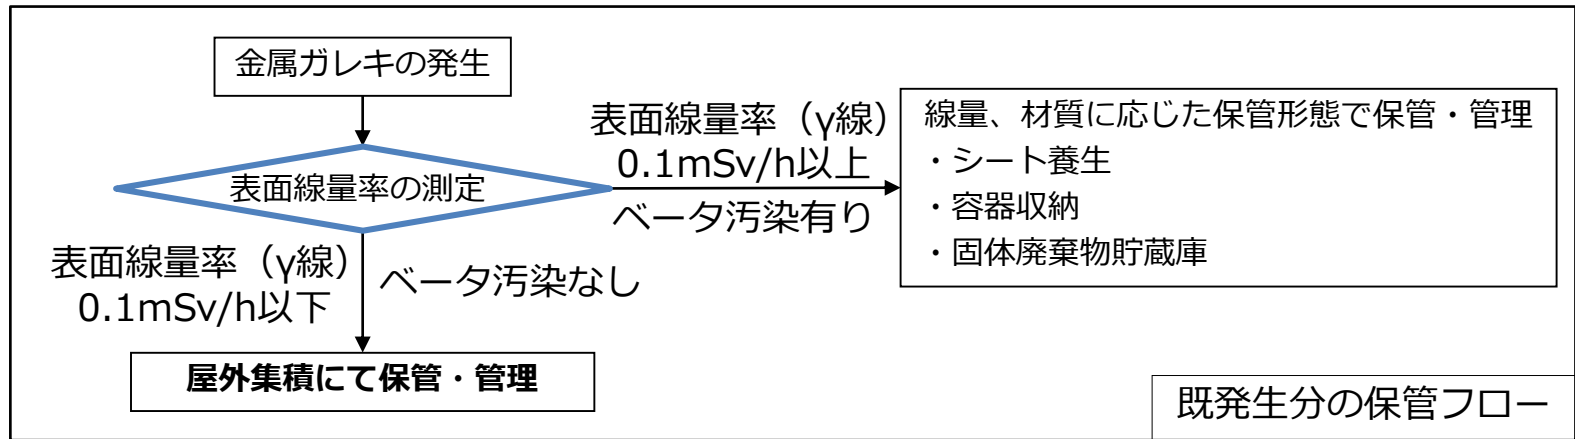 金属ガレキの発生
表面線量率の測定
表面線量率（γ線）
0.1mSv/h以上
ベータ汚染有り
線量、材質に応じた保管形態で保管・管理
・シート養生
・容器収納
・固体廃棄物貯蔵庫
表面線量率（γ線）
0.1mSv/h以下
ベータ汚染なし
屋外集積にて保管・管理
既発生分の保管フロー